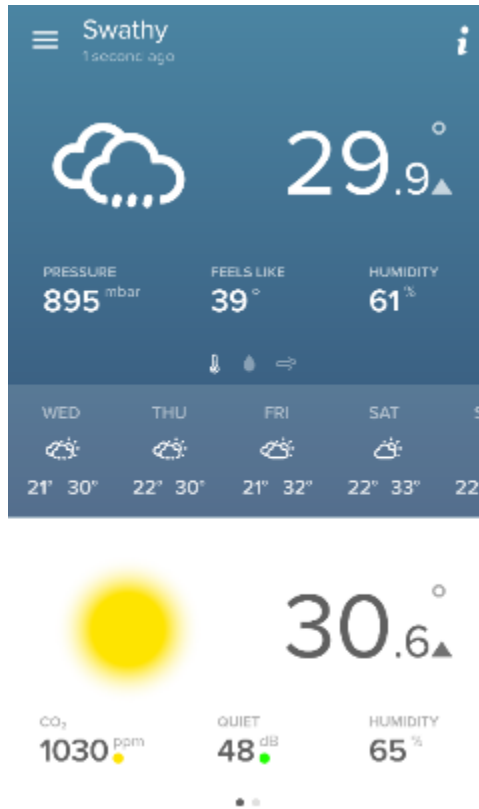 Swathy
1 second ago
i
29.9°
PRESSURE FEELS LIKE HUMIDITY
895 mbar 39° 61 %
WED THU FRI SAT S
21° 30° 22° 30° 21° 32° 22° 33° 22
30.6°
CO₂ QUIET HUMIDITY
1030 ppm 48 dB 65 %